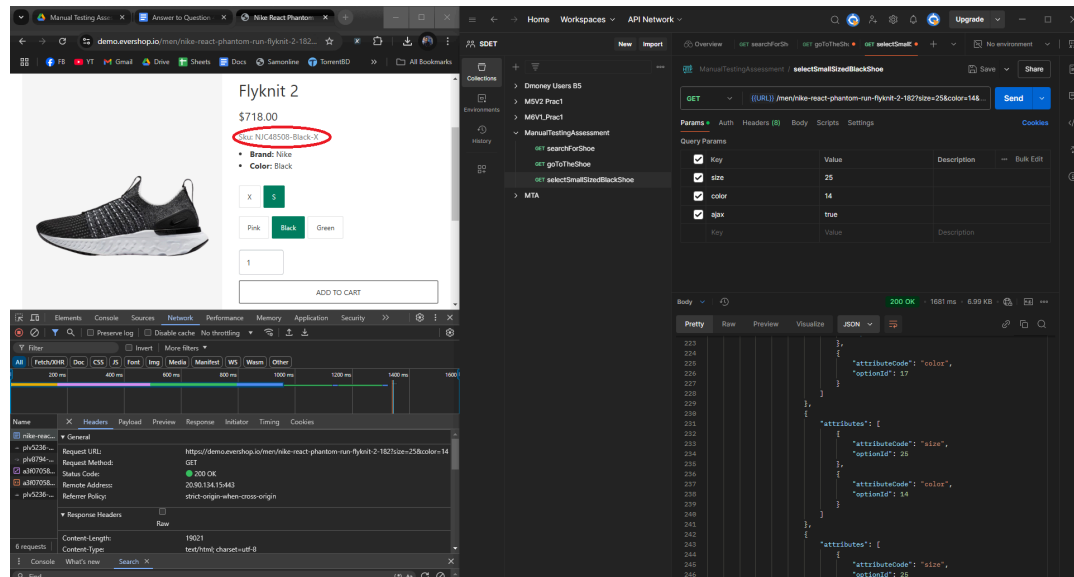 Manual Testing Asse
Answer to Question
Nike React Phantom
demo.evershop.io/men/nike-react-phantom-run-flyknit-2-182?...
FB
YT
Gmail
Drive
Sheets
Docs
Samonline
TorrentBD
All Bookmarks
Flyknit 2
$718.00
Sku: NJC48508-Black-X
Brand: Nike
Color: Black
X S
Pink Black Green
1
ADD TO CART
Elements Console Sources Network Performance Memory Application Security
Preserve log Disable cache No throttling
Filter Invert More filters
All Fetch/XHR Doc CSS JS Font Img Media Manifest WS Wasm Other
200 ms 400 ms 600 ms 800 ms 1000 ms 1200 ms 1400 ms 1600
Name Headers Payload Preview Response Initiator Timing Cookies
nike-reac...
plv5236-...
plv8794-...
a3f07058...
a3f07058...
plv5236-...
General
Request URL: https://demo.evershop.io/men/nike-react-phantom-run-flyknit-2-182?size=25&color=14
Request Method: GET
Status Code: 200 OK
Remote Address: 20.90.134.15:443
Referrer Policy: strict-origin-when-cross-origin
Response Headers
Raw
Content-Length: 19021
Content-Type: text/html; charset=utf-8
6 requests
Console What's new Search
Find
Home Workspaces API Network
Upgrade
SDET New Import
Collections
Environments
History
Dmoney Users B5
M5V2 Prac1
M6V1_Prac1
ManualTestingAssessment
GET searchForShoe
GET goToTheShoe
GET selectSmallSizedBlackShoe
MTA
Overview GET searchForSh GET goToTheSh GET selectSmall No environment
ManualTestingAssessment / selectSmallSizedBlackShoe Save Share
GET {{URL}} /men/nike-react-phantom-run-flyknit-2-182?size=25&color=14&... Send
Params Auth Headers (8) Body Scripts Settings Cookies
Query Params
Key Value Description Bulk Edit
size 25
color 14
ajax true
Key Value Description
Body 200 OK 1681 ms 6.99 KB
Pretty Raw Preview Visualize JSON
223 },
224 {
225 "attributeCode": "color",
226 "optionId": 17
227 }
228 ]
229 },
230 {
231 "attributes": [
232 {
233 "attributeCode": "size",
234 "optionId": 25
235 },
236 {
237 "attributeCode": "color",
238 "optionId": 14
239 }
240 ]
241 },
242 {
243 "attributes": [
244 {
245 "attributeCode": "size",
246 "optionId": 25